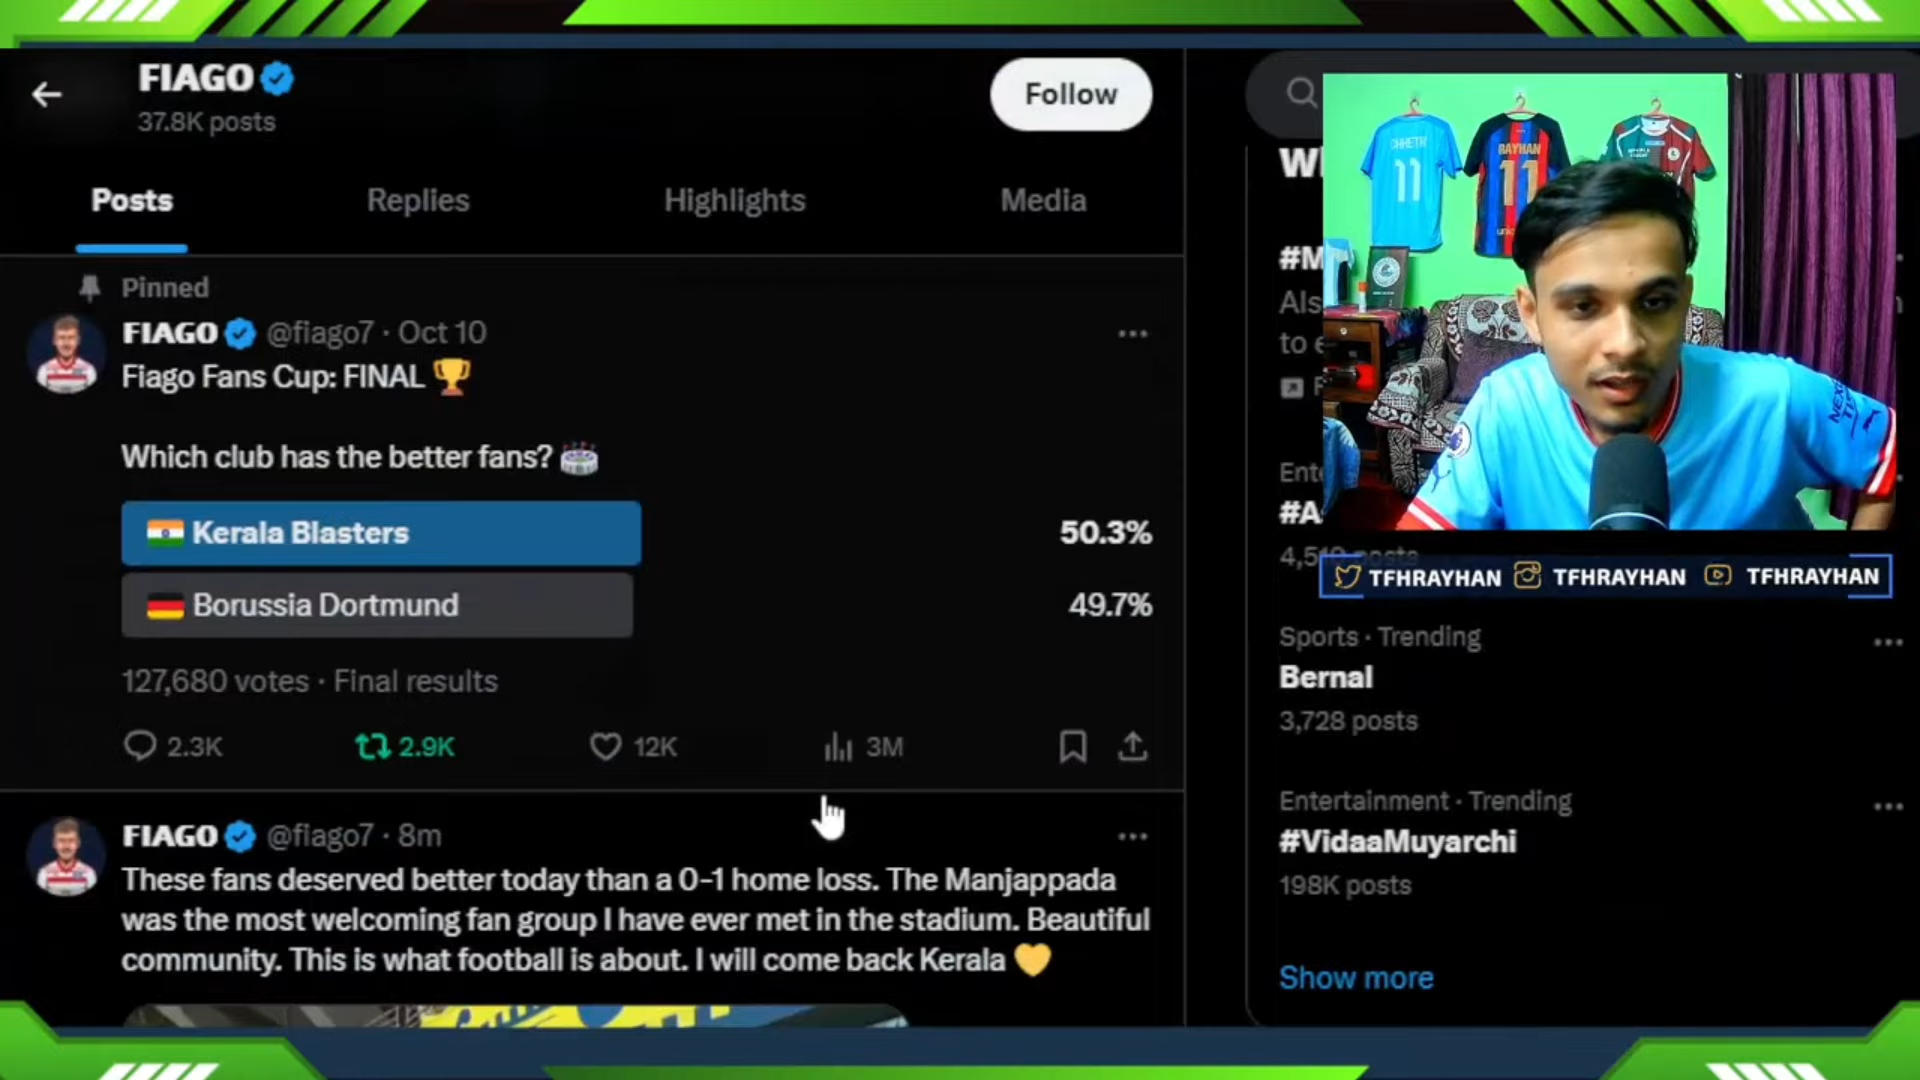 FIAGO
37.8K posts
Follow
Posts
Replies
Highlights
Media
Pinned
FIAGO @fiago7 · Oct 10
Fiago Fans Cup: FINAL 🏆
Which club has the better fans? 🏟️
Kerala Blasters 50.3%
Borussia Dortmund 49.7%
127,680 votes · Final results
2.3K
2.9K
12K
3M
FIAGO @fiago7 · 8m
These fans deserved better today than a 0-1 home loss. The Manjappada
was the most welcoming fan group I have ever met in the stadium. Beautiful
community. This is what football is about. I will come back Kerala 💛
CHHETRI
11
RAYHAN
11
TFHRAYHAN TFHRAYHAN TFHRAYHAN
Sports · Trending
Bernal
3,728 posts
Entertainment · Trending
#VidaaMuyarchi
198K posts
Show more